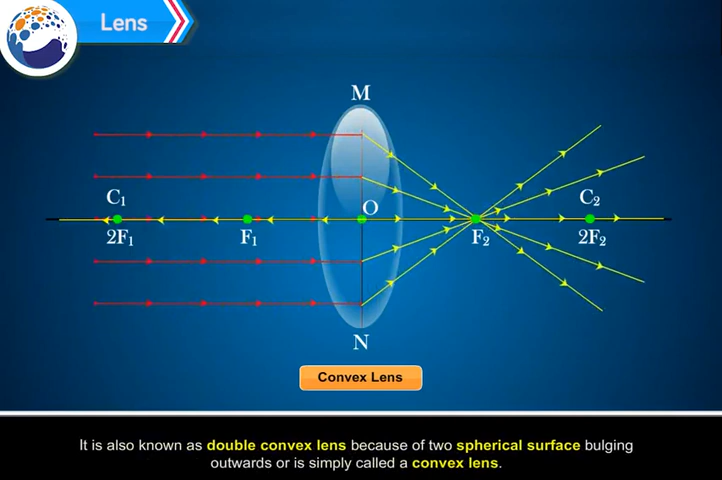 Lens
M
C₁
O
C₂
2F₁
F₁
F₂
2F₂
N
Convex Lens
It is also known as double convex lens because of two spherical surface bulging
outwards or is simply called a convex lens.